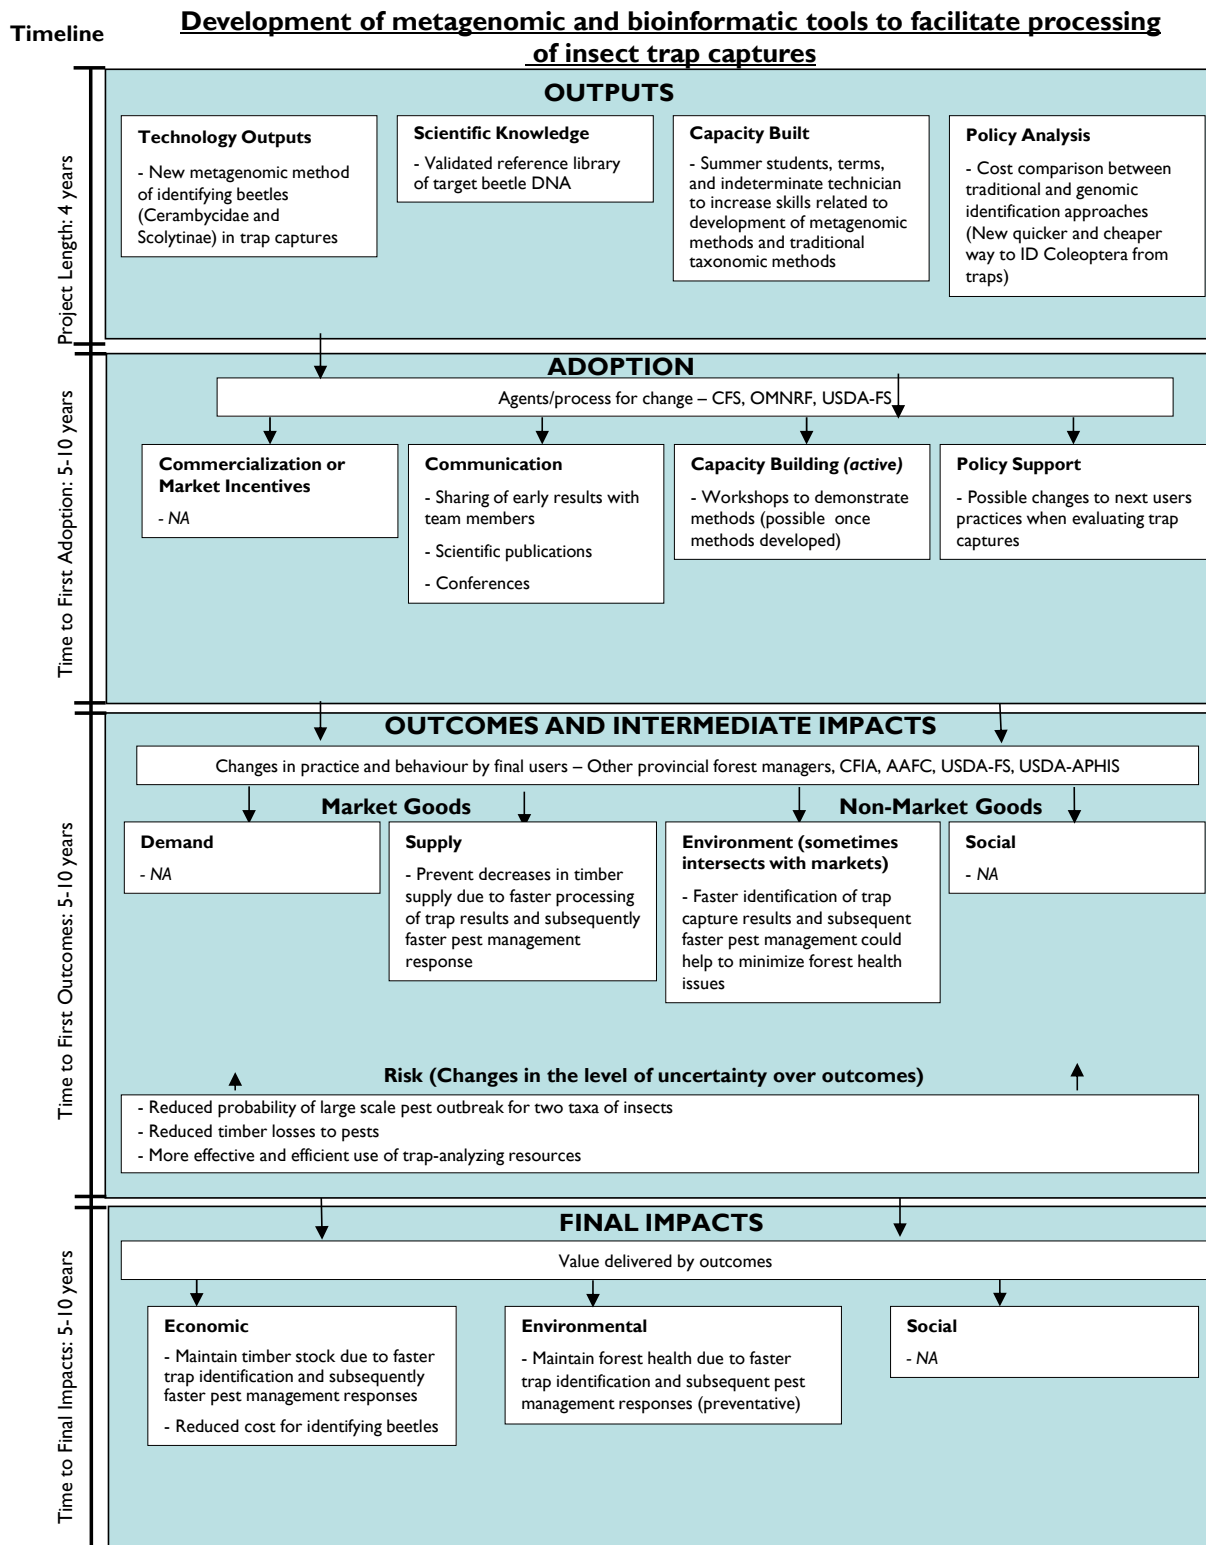 Timeline
Development of metagenomic and bioinformatic tools to facilitate processing
of insect trap captures
Project Length: 4 years
OUTPUTS
Technology Outputs
- New metagenomic method
of identifying beetles
(Cerambycidae and
Scolytinae) in trap captures
Scientific Knowledge
- Validated reference library
of target beetle DNA
Capacity Built
- Summer students, terms,
and indeterminate technician
to increase skills related to
development of metagenomic
methods and traditional
taxonomic methods
Policy Analysis
- Cost comparison between
traditional and genomic
identification approaches
(New quicker and cheaper
way to ID Coleoptera from
traps)
Time to First Adoption: 5-10 years
ADOPTION
Agents/process for change – CFS, OMNRF, USDA-FS
Commercialization or
Market Incentives
- NA
Communication
- Sharing of early results with
team members
- Scientific publications
- Conferences
Capacity Building (active)
- Workshops to demonstrate
methods (possible once
methods developed)
Policy Support
- Possible changes to next users
practices when evaluating trap
captures
Time to First Outcomes: 5-10 years
OUTCOMES AND INTERMEDIATE IMPACTS
Changes in practice and behaviour by final users – Other provincial forest managers, CFIA, AAFC, USDA-FS, USDA-APHIS
Market Goods
Non-Market Goods
Demand
- NA
Supply
- Prevent decreases in timber
supply due to faster processing
of trap results and subsequently
faster pest management
response
Environment (sometimes
intersects with markets)
- Faster identification of trap
capture results and subsequent
faster pest management could
help to minimize forest health
issues
Social
- NA
Risk (Changes in the level of uncertainty over outcomes)
- Reduced probability of large scale pest outbreak for two taxa of insects
- Reduced timber losses to pests
- More effective and efficient use of trap-analyzing resources
Time to Final Impacts: 5-10 years
FINAL IMPACTS
Value delivered by outcomes
Economic
- Maintain timber stock due to faster
trap identification and subsequently
faster pest management responses
- Reduced cost for identifying beetles
Environmental
- Maintain forest health due to faster
trap identification and subsequent pest
management responses (preventative)
Social
- NA